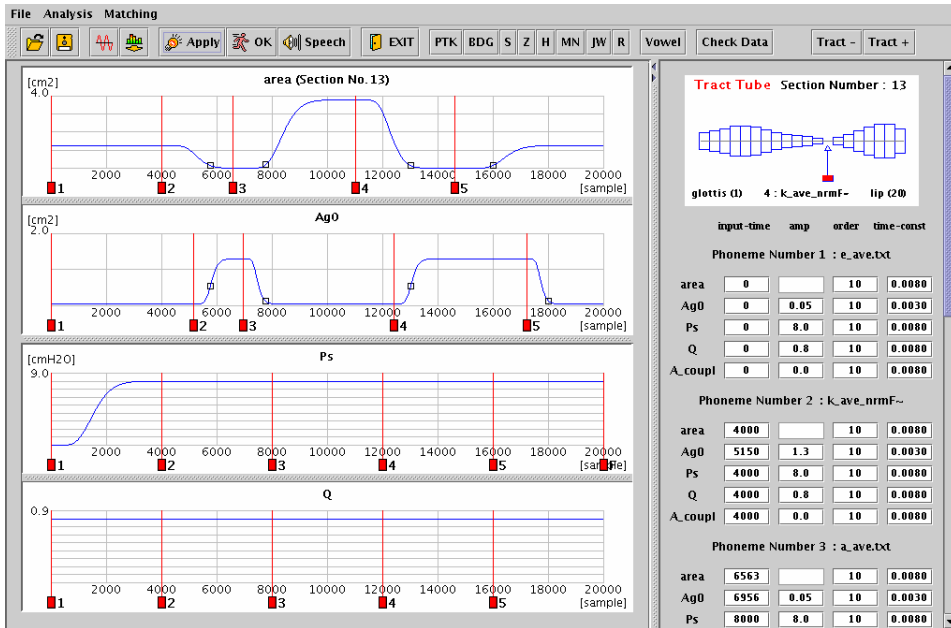 File Analysis Matching
Apply OK Speech EXIT PTK BDG S Z H MN JW R Vowel Check Data Tract - Tract +
area (Section No. 13)
[cm2]
4.0
2000 4000 6000 8000 10000 12000 14000 16000 18000 20000
1 2 3 4 5 [sample]
Ag0
[cm2]
2.0
2000 4000 6000 8000 10000 12000 14000 16000 18000 20000
1 2 3 4 5 [sample]
Ps
[cmH2O]
9.0
2000 4000 6000 8000 10000 12000 14000 16000 18000 20000
1 2 3 4 5 [sample]
Q
0.9
2000 4000 6000 8000 10000 12000 14000 16000 18000 20000
1 2 3 4 5 [sample]
Tract Tube Section Number : 13
glottis (1) 4 : k_ave_nrmF~ lip (20)
input-time amp order time-const
Phoneme Number 1 : e_ave.txt
area 0 10 0.0080
Ag0 0 0.05 10 0.0030
Ps 0 8.0 10 0.0080
Q 0 0.8 10 0.0080
A_coupl 0 0.0 10 0.0080
Phoneme Number 2 : k_ave_nrmF~
area 4000 10 0.0080
Ag0 5150 1.3 10 0.0030
Ps 4000 8.0 10 0.0080
Q 4000 0.8 10 0.0080
A_coupl 4000 0.0 10 0.0080
Phoneme Number 3 : a_ave.txt
area 6563 10 0.0080
Ag0 6956 0.05 10 0.0030
Ps 8000 8.0 10 0.0080